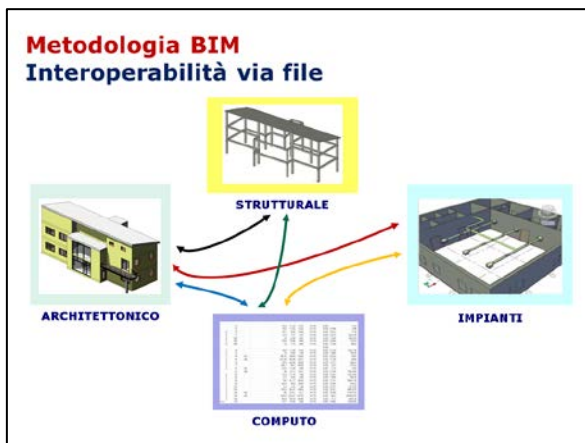 Metodologia BIM
Interoperabilità via file
STRUTTURALE
ARCHITETTONICO
IMPIANTI
COMPUTO